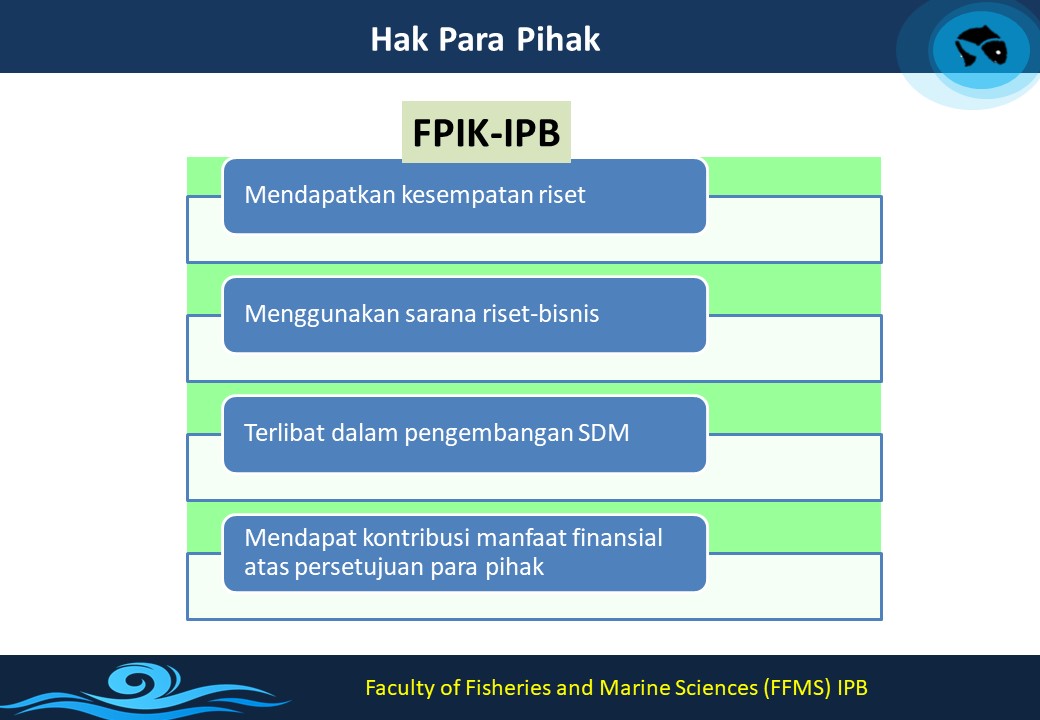 Hak Para Pihak
FPIK-IPB
Mendapatkan kesempatan riset
Menggunakan sarana riset-bisnis
Terlibat dalam pengembangan SDM
Mendapat kontribusi manfaat finansial
atas persetujuan para pihak
Faculty of Fisheries and Marine Sciences (FFMS) IPB